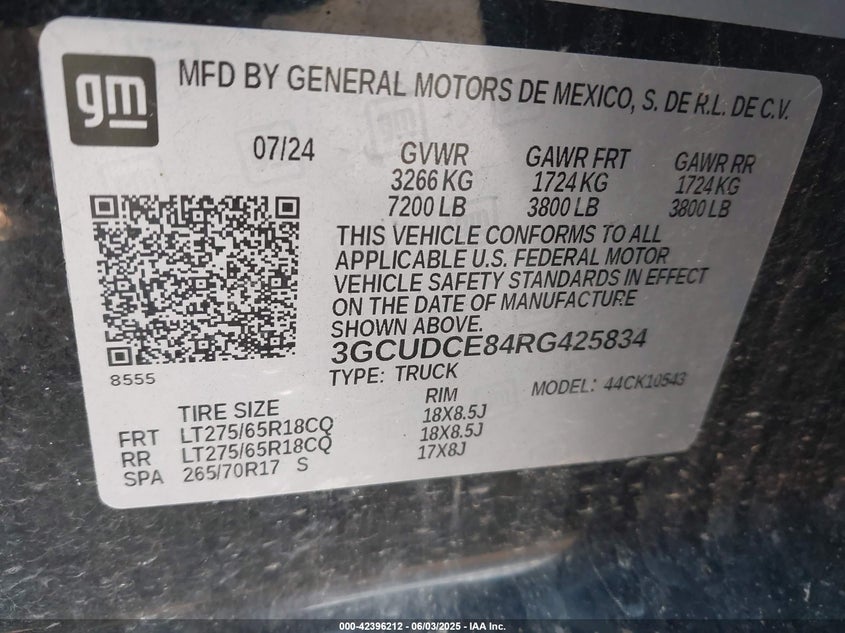 gm
MFD BY GENERAL MOTORS DE MEXICO, S. DE R.L. DE C.V.
07/24 GVWR GAWR FRT GAWR RR
3266 KG 1724 KG 1724 KG
7200 LB 3800 LB 3800 LB
THIS VEHICLE CONFORMS TO ALL
APPLICABLE U.S. FEDERAL MOTOR
VEHICLE SAFETY STANDARDS IN EFFECT
ON THE DATE OF MANUFACTURE
SHOWN ABOVE.
3GCUDCE84RG425834
8555 TYPE: TRUCK MODEL: 44CK10543
TIRE SIZE RIM
FRT LT275/65R18CQ 18X8.5J
RR LT275/65R18CQ 18X8.5J
SPA 265/70R17 S 17X8J
000-42396212 - 06/03/2025 - IAA Inc.